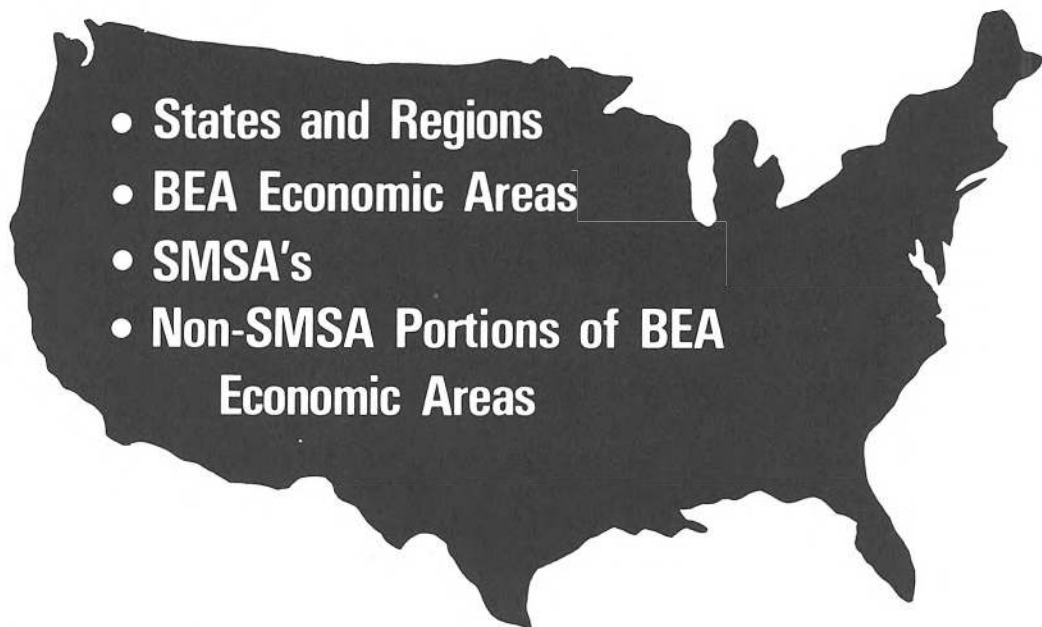 • States and Regions
• BEA Economic Areas
• SMSA's
• Non-SMSA Portions of BEA
Economic Areas